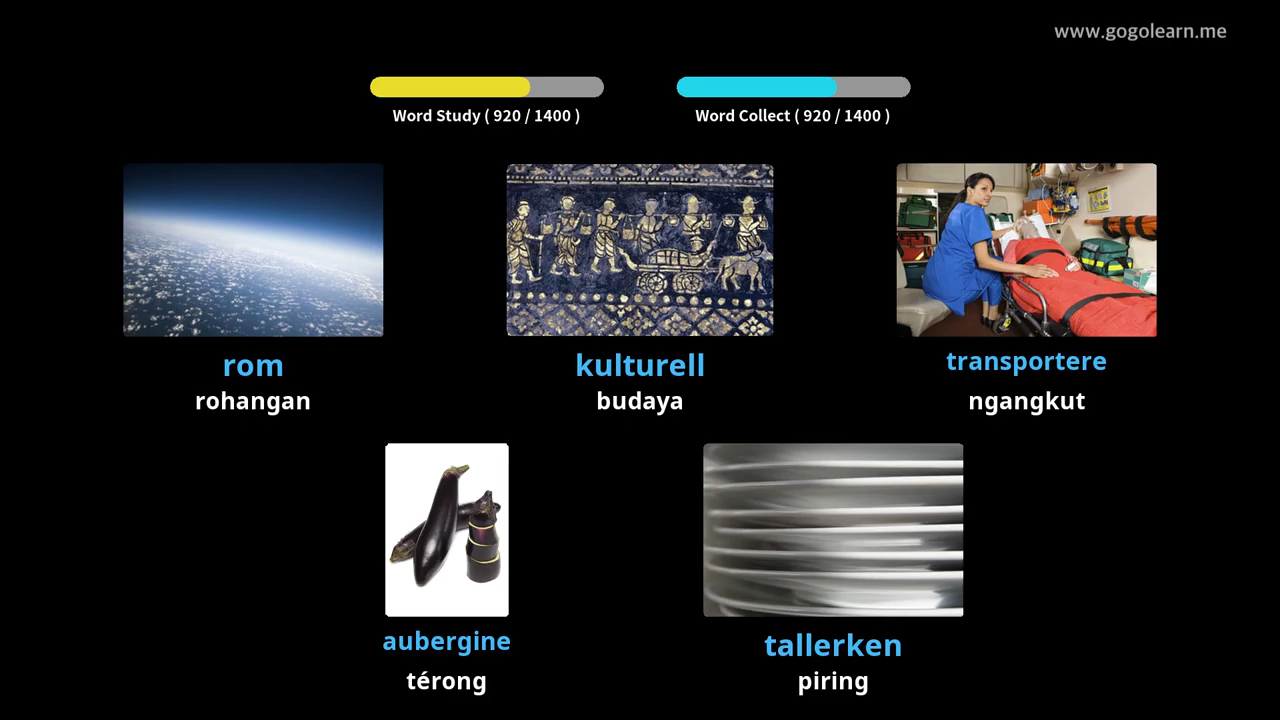 www.gogolearn.me
Word Study ( 920 / 1400 )
Word Collect ( 920 / 1400 )
rom
rohangan
kulturell
budaya
transportere
ngangkut
aubergine
térong
tallerken
piring